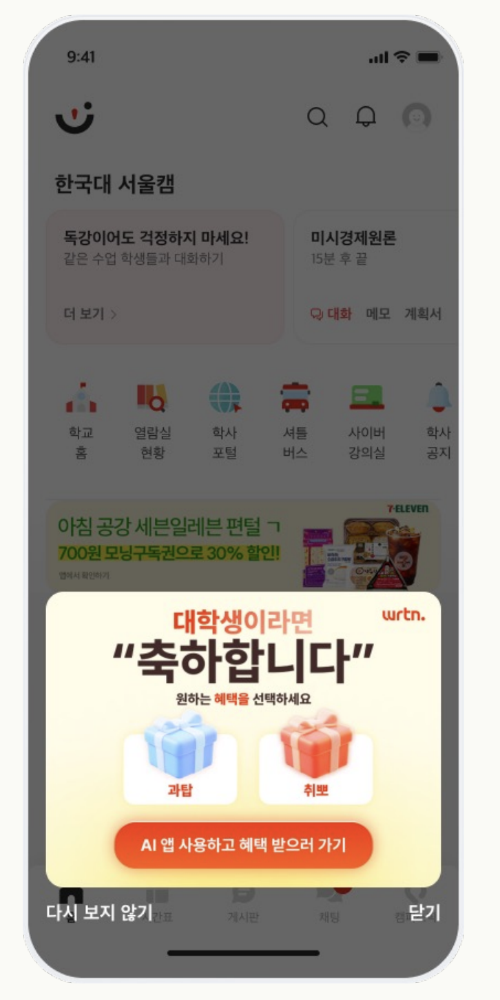 9:41
한국대 서울캠
독강이어도 걱정하지 마세요!
같은 수업 학생들과 대화하기
더 보기 >
미시경제원론
15분 후 끝
대화 메모 계획서
학교 홈
열람실 현황
학사 포털
셔틀 버스
사이버 강의실
학사 공지
7-ELEVEN
아침 공강 세븐일레븐 편털 ㄱ
700원 모닝구독권으로 30% 할인!
앱에서 확인하기
wrtn.
대학생이라면
“축하합니다”
원하는 혜택을 선택하세요
과탑
취뽀
AI 앱 사용하고 혜택 받으러 가기
게시판
채팅
다시 보지 않기
닫기